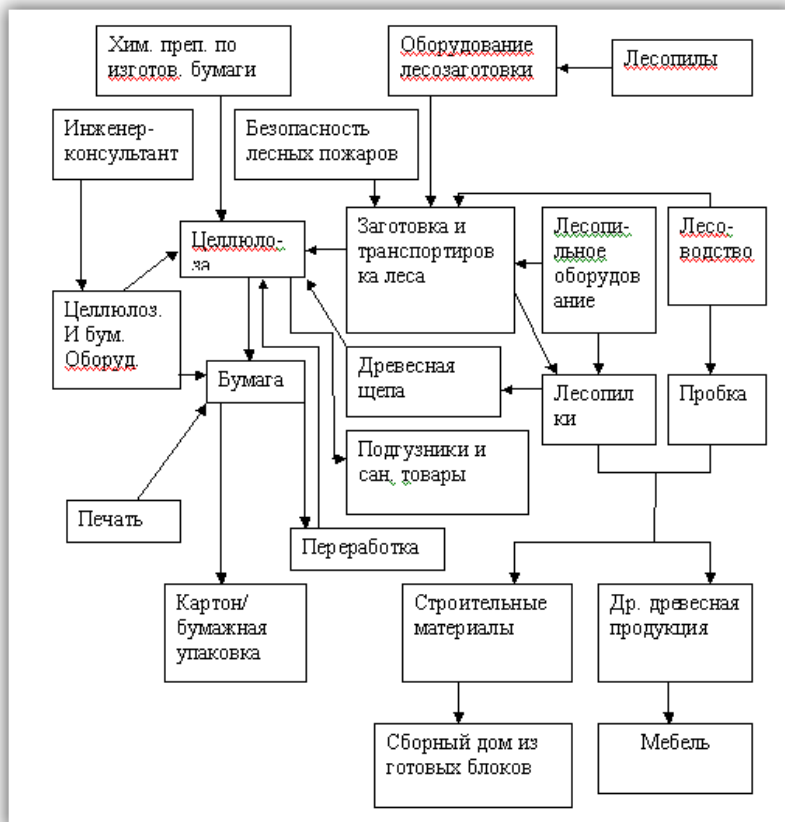 Хим. преп. по
изготов. бумаги
Оборудование
лесозаготовки
Лесопилы
Инженер-
консультант
Безопасность
лесных пожаров
Целлюло-
за
Заготовка и
транспортиров
ка леса
Лесопи-
льное
оборудов
ание
Лесо-
водство
Целлюлоз.
И бум.
Оборуд.
Бумага
Древесная
щепа
Лесопил
ки
Пробка
Подгузники и
сан, товары
Печать
Переработка
Картон/
бумажная
упаковка
Строительные
материалы
Др. древесная
продукция
Сборный дом из
готовых блоков
Мебель